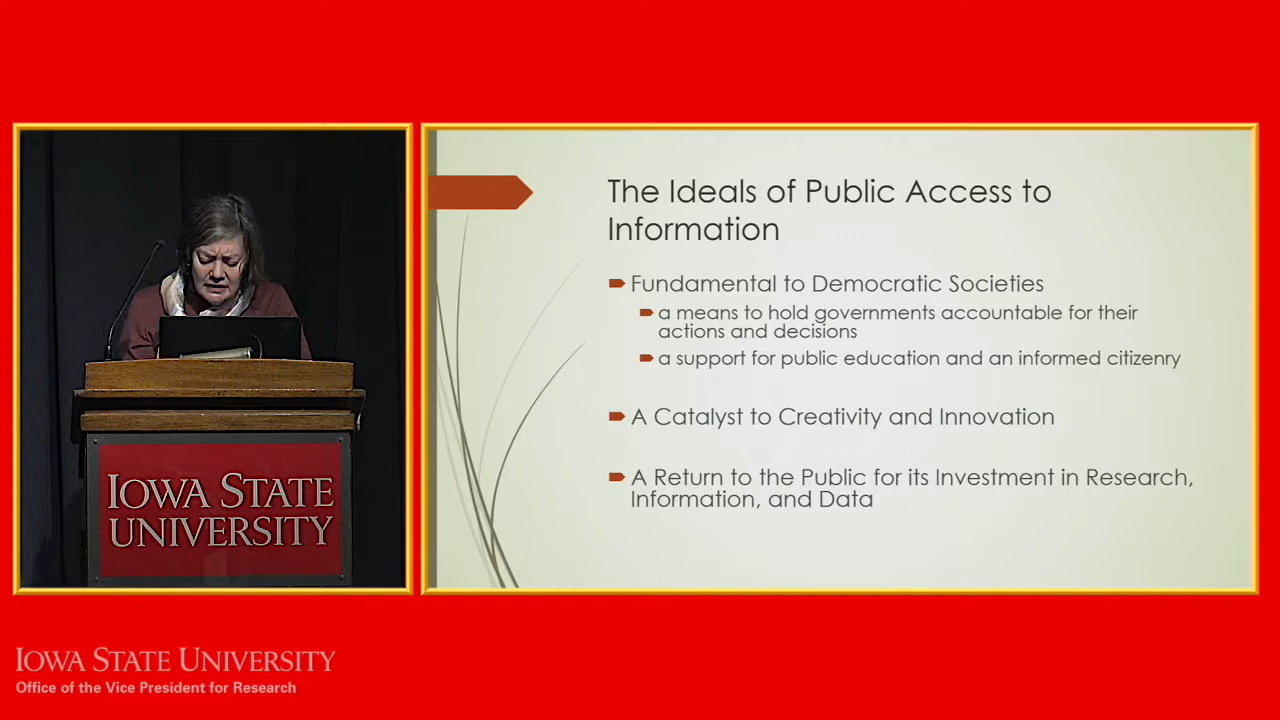 IOWA STATE
UNIVERSITY
The Ideals of Public Access to
Information
Fundamental to Democratic Societies
a means to hold governments accountable for their
actions and decisions
a support for public education and an informed citizenry
A Catalyst to Creativity and Innovation
A Return to the Public for its Investment in Research,
Information, and Data
IOWA STATE UNIVERSITY
Office of the Vice President for Research